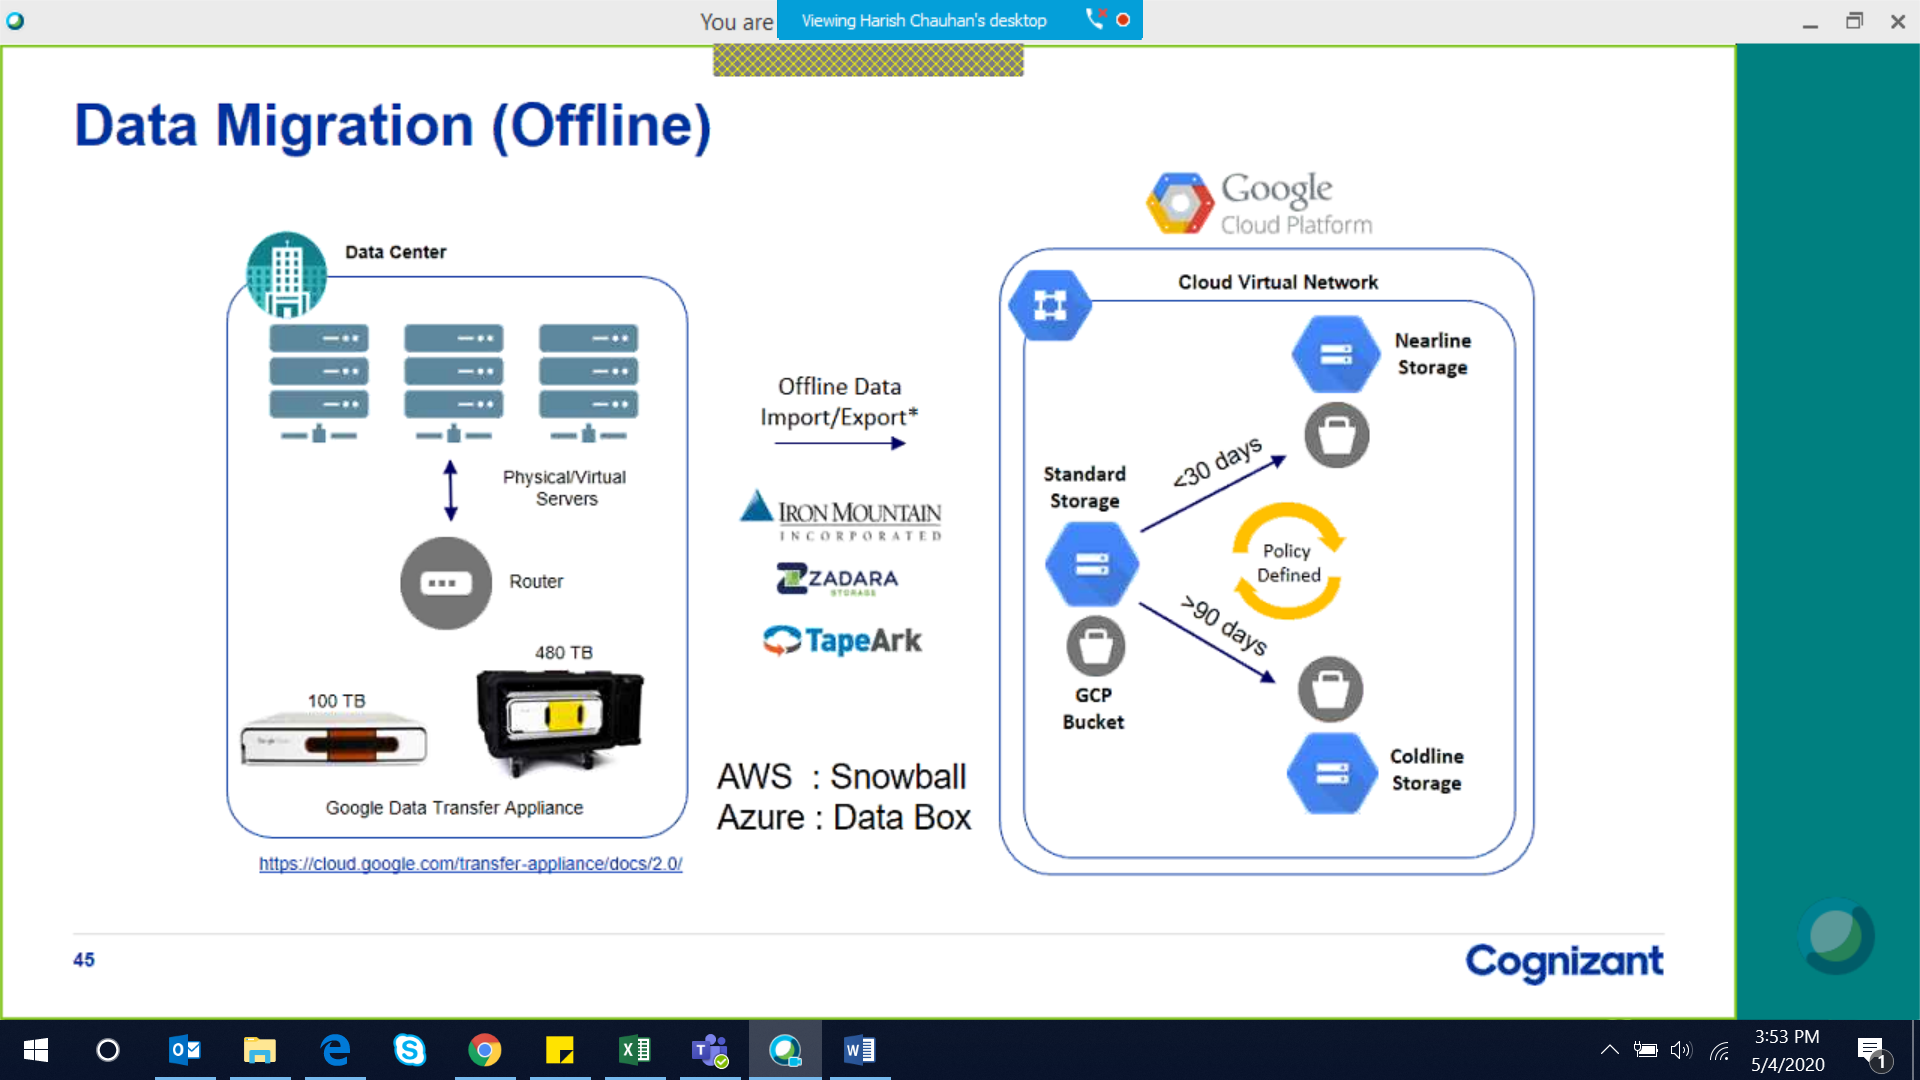 You are
Viewing Harish Chauhan's desktop
Data Migration (Offline)
Google
Cloud Platform
Data Center
Cloud Virtual Network
Nearline
Storage
Offline Data
Import/Export*
<30 days
Standard
Storage
Physical/Virtual
Servers
IRON MOUNTAIN
INCORPORATED
Policy
Defined
Router
ZADARA
STORAGE
>90 days
TapeArk
480 TB
100 TB
GCP
Bucket
Coldline
Storage
AWS : Snowball
Azure : Data Box
Google Data Transfer Appliance
https://cloud.google.com/transfer-appliance/docs/2.0/
45
Cognizant
3:53 PM
5/4/2020
1